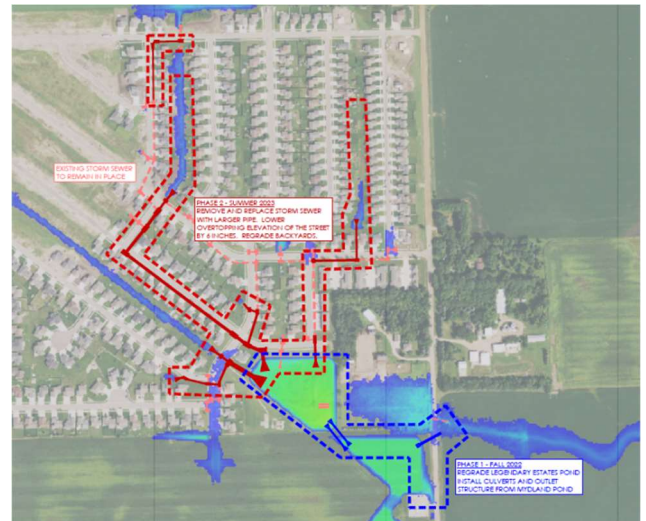 EXISTING STORM SEWER
TO REMAIN IN PLACE
PHASE 2 - SUMMER 2023
REMOVE AND REPLACE STORM SEWER
WITH LARGER PIPE. LOWER
OVERTOPPING ELEVATION OF THE STREET
BY 6 INCHES. REGRADE BACKYARDS.
PHASE 1 - FALL 2022
REGRADE LEGENDARY ESTATES POND
INSTALL CULVERTS AND OUTLET
STRUCTURE FROM MYDLAND POND